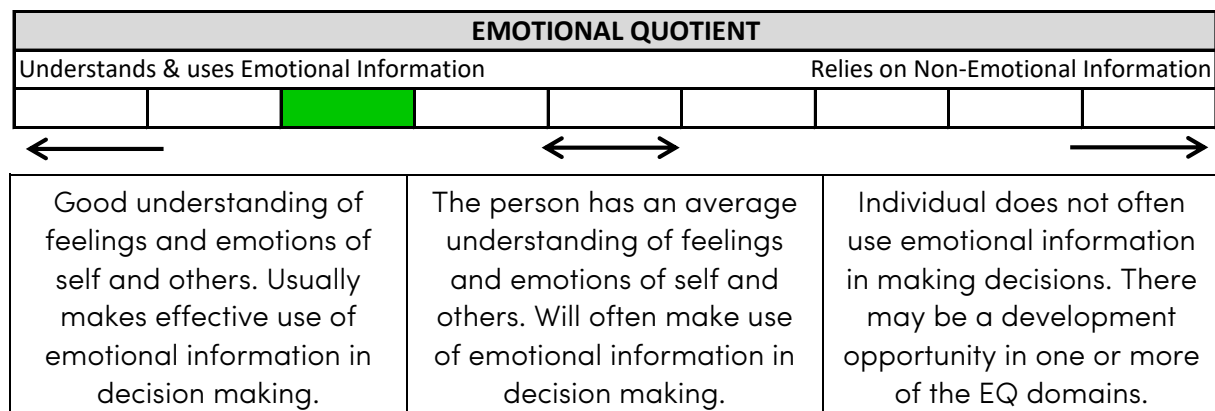 EMOTIONAL QUOTIENT
Understands & uses Emotional Information
Relies on Non-Emotional Information
Good understanding of
feelings and emotions of
self and others. Usually
makes effective use of
emotional information in
decision making.
The person has an average
understanding of feelings
and emotions of self and
others. Will often make use
of emotional information in
decision making.
Individual does not often
use emotional information
in making decisions. There
may be a development
opportunity in one or more
of the EQ domains.